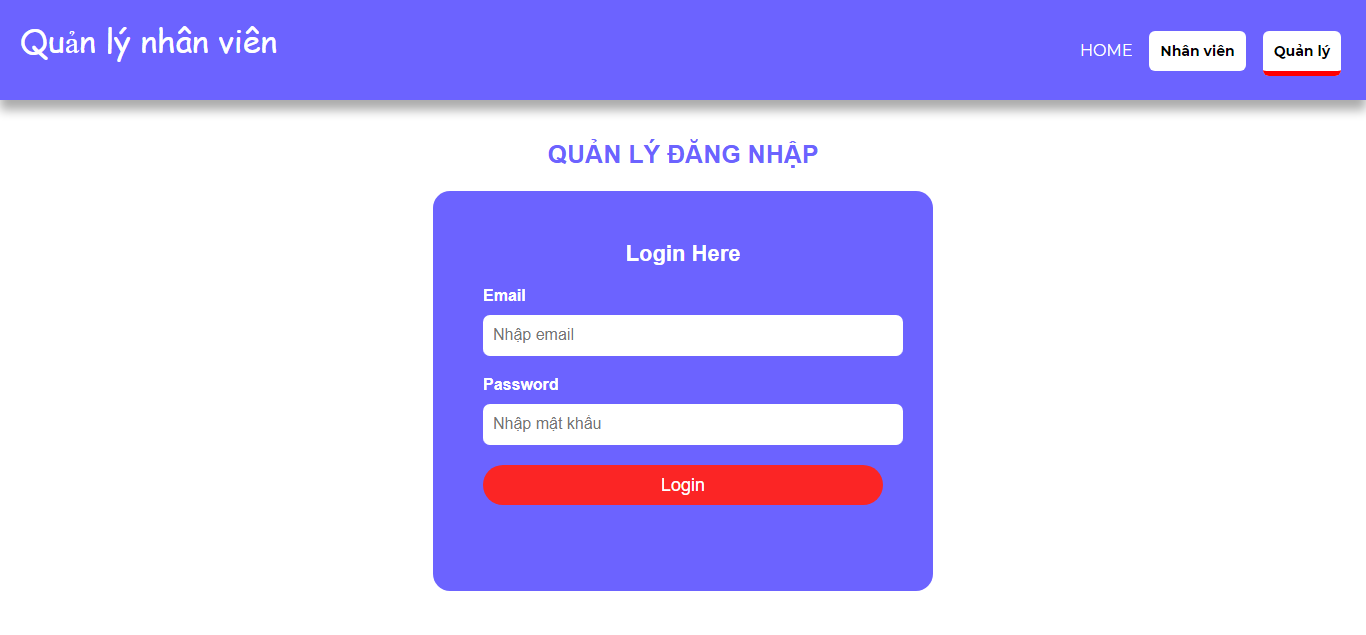 Quản lý nhân viên
HOME Nhân viên Quản lý
QUẢN LÝ ĐĂNG NHẬP
Login Here
Email
Nhập email
Password
Nhập mật khẩu
Login